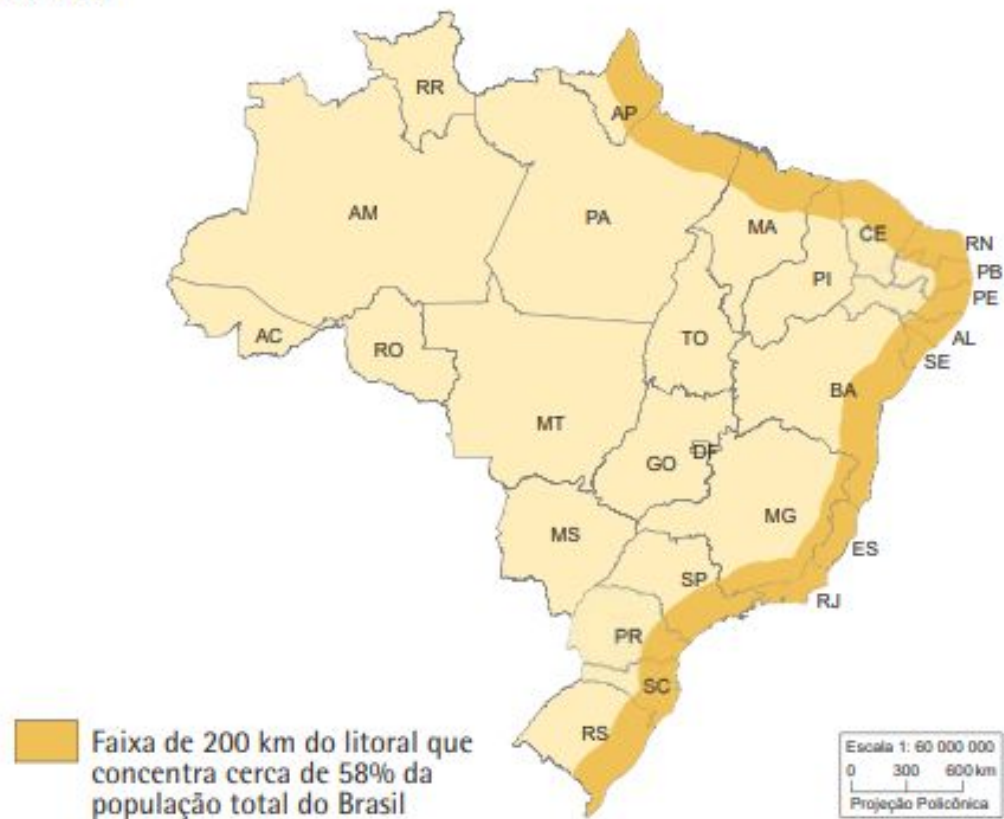 RR
AP
AM
PA
MA
CE
RN
PB
PE
AL
SE
PI
AC
RO
TO
BA
MT
GO
DF
MG
MS
ES
SP
RJ
PR
SC
RS
Faixa de 200 km do litoral que
concentra cerca de 58% da
população total do Brasil
Escala 1: 60 000 000
0 300 600 km
Projeção Policônica